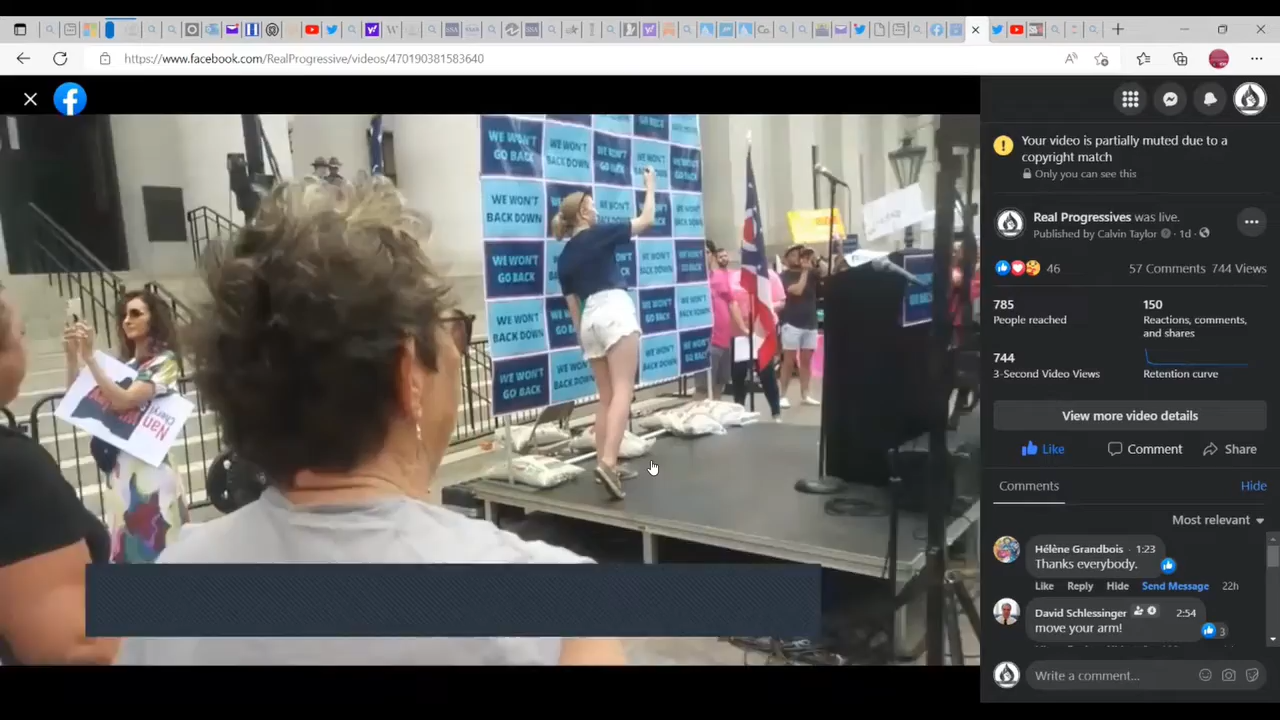 https://www.facebook.com/RealProgressive/videos/470190381583640
Your video is partially muted due to a
copyright match
Only you can see this
Real Progressives was live.
Published by Calvin Taylor · 1d ·
46
57 Comments 744 Views
785
People reached
150
Reactions, comments,
and shares
744
3-Second Video Views
Retention curve
View more video details
Like
Comment
Share
Comments
Hide
Most relevant
Hélène Grandbois · 1:23
Thanks everybody.
Like Reply Hide Send Message 22h
David Schlessinger 2:54
move your arm!
3
Write a comment...
WE WON'T
GO BACK
WE WON'T
BACK DOWN
WE WON'T
GO BACK
WE WON'T
BACK DOWN
WE WON'T
GO BACK
WE WON'T
BACK DOWN
WE WON'T
GO BACK
WE WON'T
BACK DOWN
WE WON'T
GO BACK
Nan